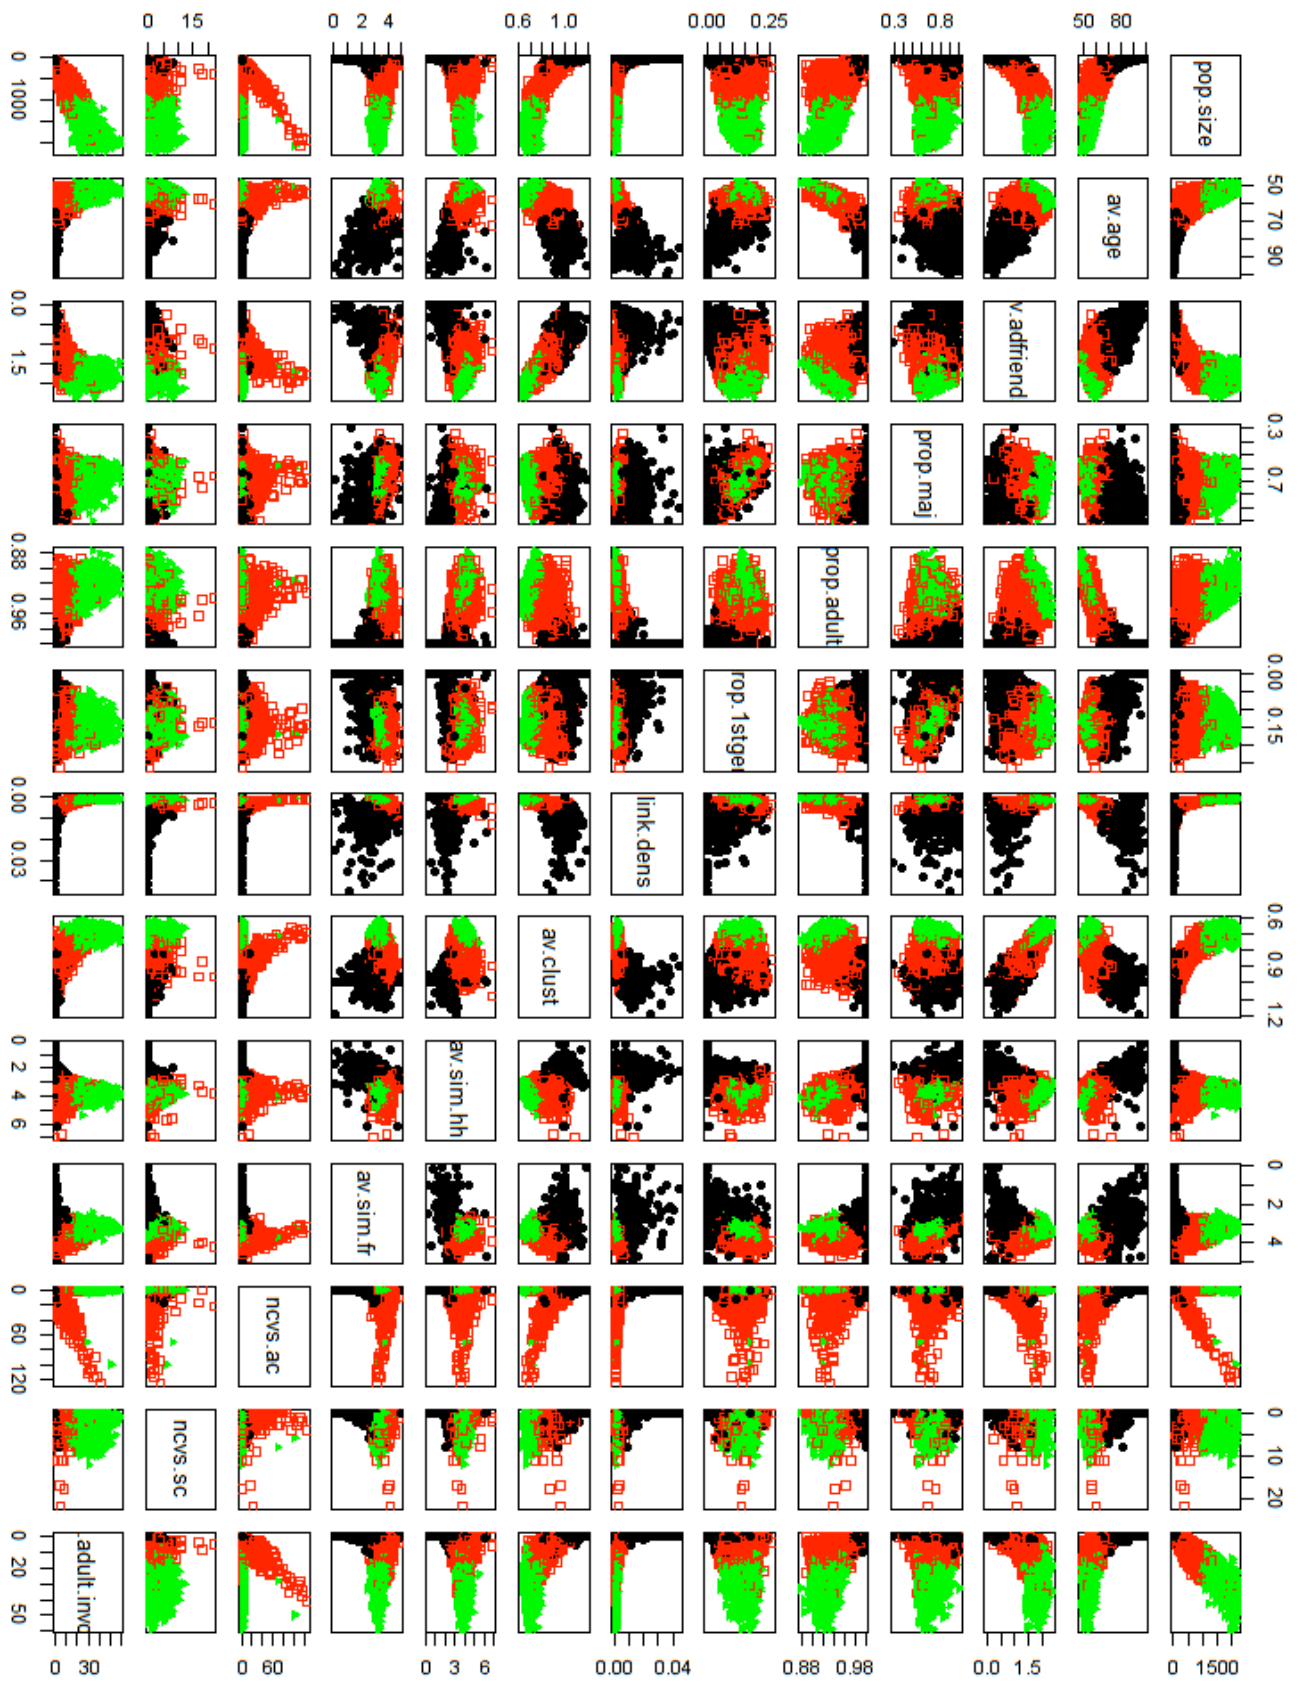 0 15 0 2 4 0.6 1.0 0.00 0.25 0.3 0.8 50 80
0 1000
pop.size
av.age
50 70 90
0.0 1.5
v.adfriend
prop.maj
0.3 0.7
0.88 0.96
prop.adult
rop.1stge
0.00 0.15
0.00 0.03
link.dens
av.clust
0.6 0.9 1.2
0 2 4 6
av.sim.hh
av.sim.fr
0 2 4
0 60 120
ncvs.ac
ncvs.sc
0 10 20
0 20 50
.adult.invo
0 30 0 60 0 3 6 0.00 0.04 0.88 0.98 0.0 1.5 0 1500